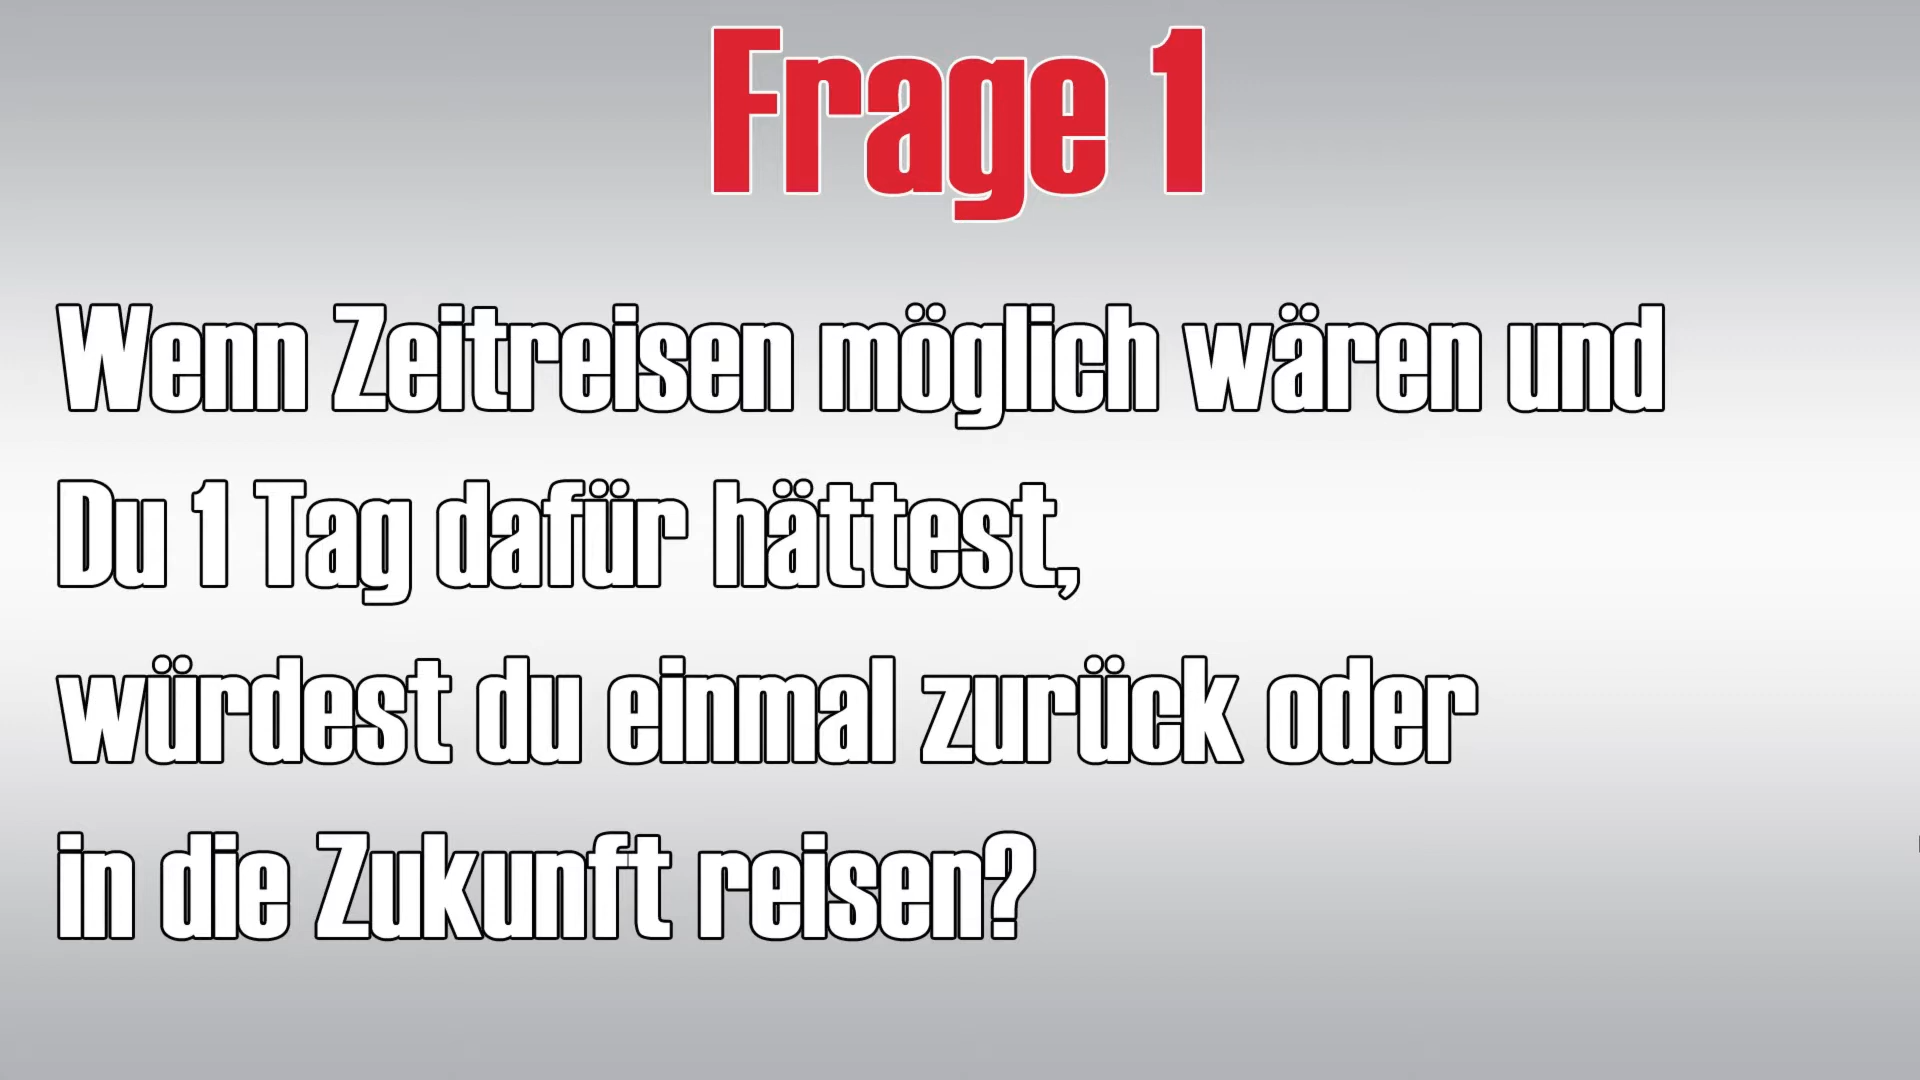 Frage 1
Wenn Zeitreisen möglich wären und
Du 1 Tag dafür hättest,
würdest du einmal zurück oder
in die Zukunft reisen?